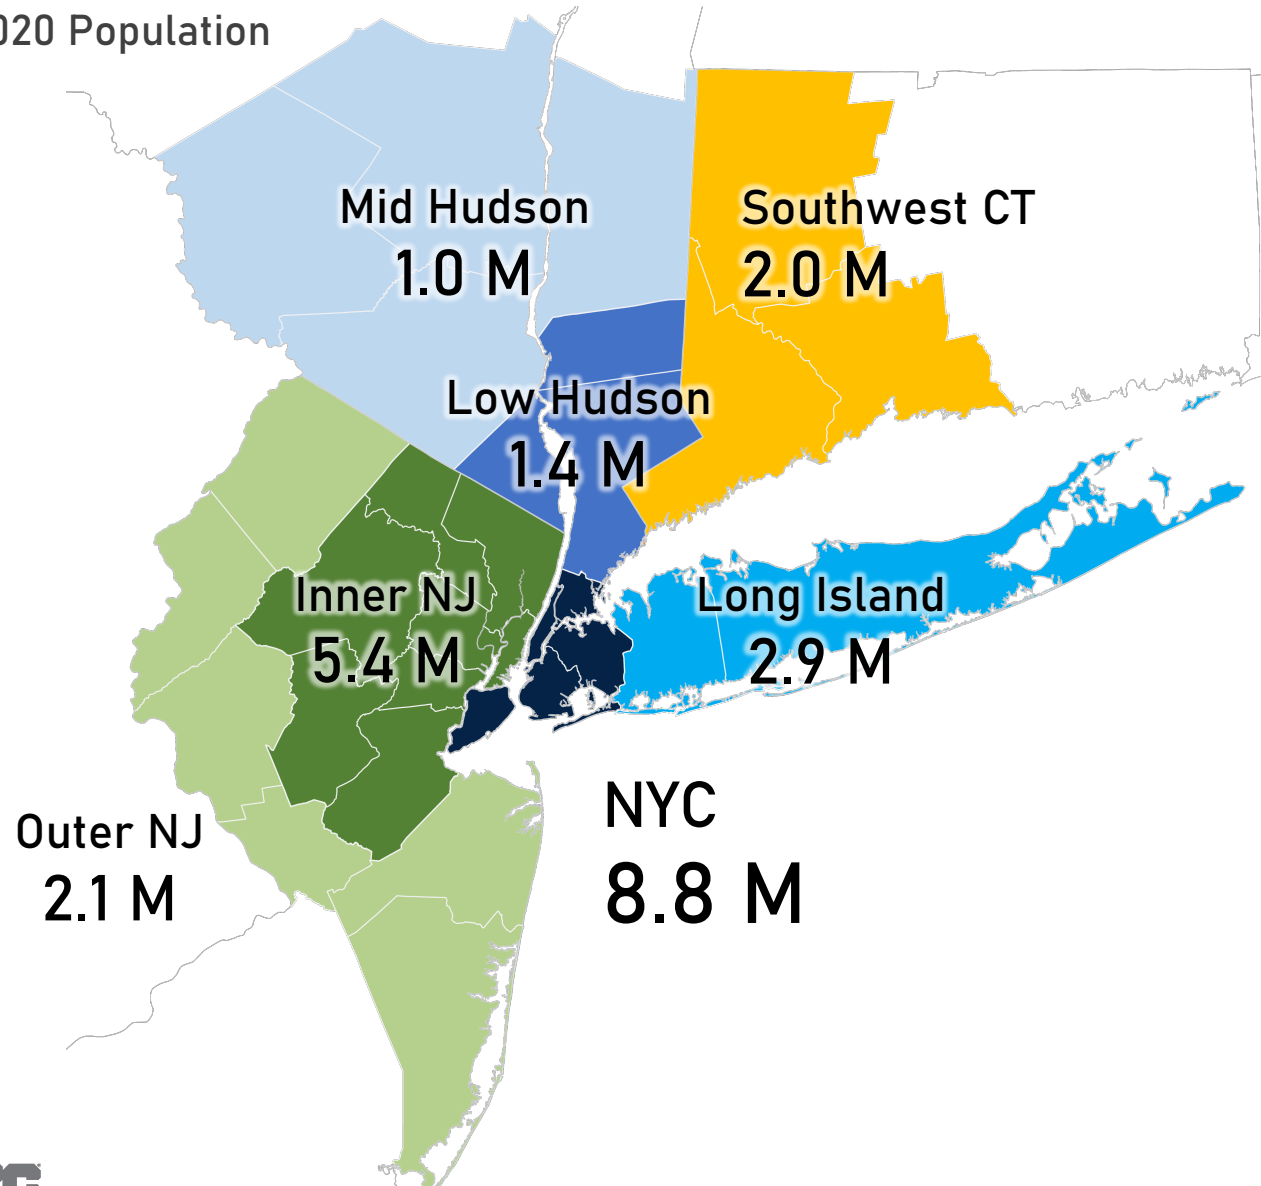 020 Population
Mid Hudson
1.0 M
Southwest CT
2.0 M
Low Hudson
1.4 M
Inner NJ
5.4 M
Long Island
2.9 M
NYC
8.8 M
Outer NJ
2.1 M